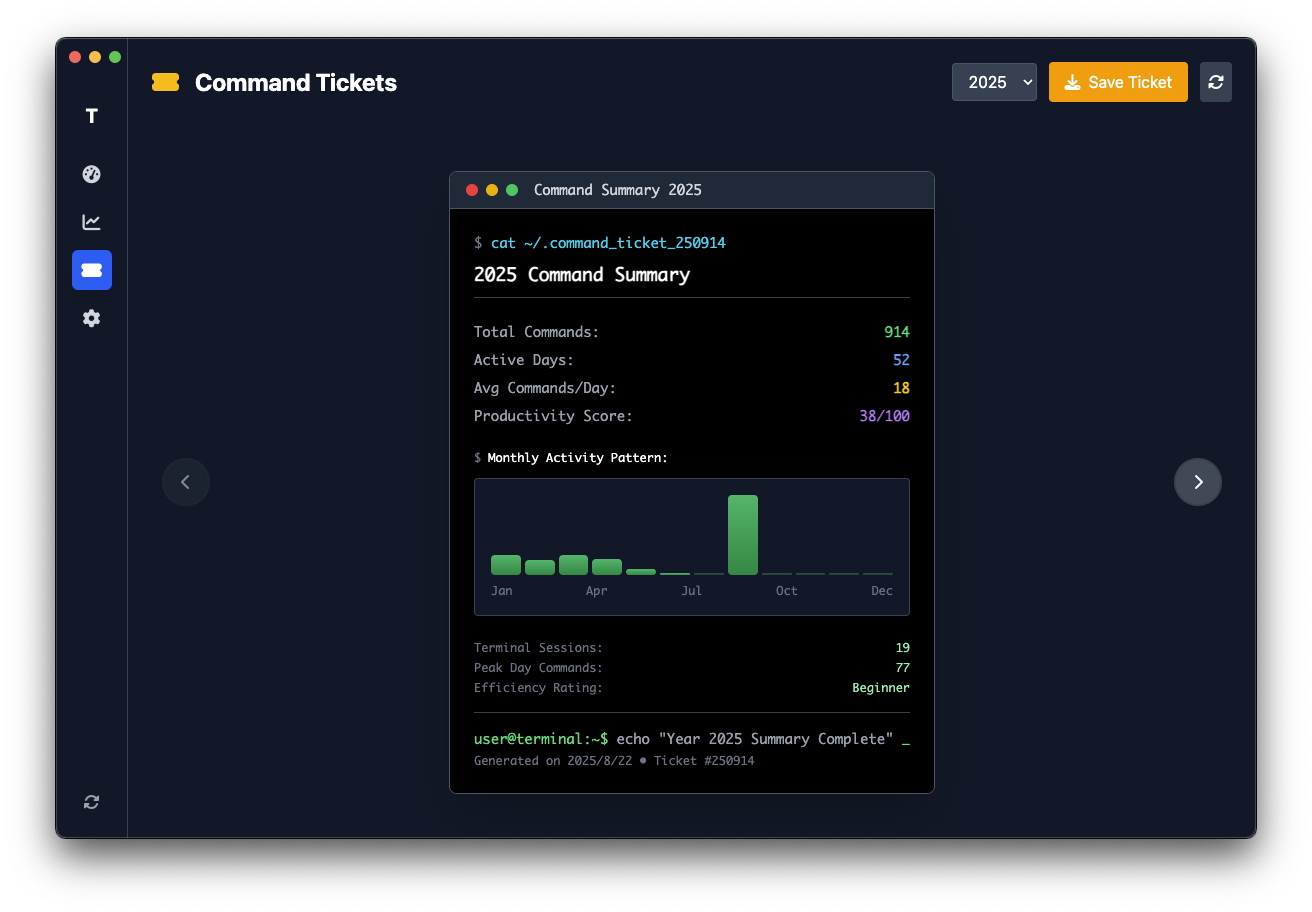 T
Command Tickets
2025
Save Ticket
Command Summary 2025
$ cat ~/.command_ticket_250914
2025 Command Summary
Total Commands: 914
Active Days: 52
Avg Commands/Day: 18
Productivity Score: 38/100
$ Monthly Activity Pattern:
Jan Apr Jul Oct Dec
Terminal Sessions: 19
Peak Day Commands: 77
Efficiency Rating: Beginner
user@terminal:~$ echo "Year 2025 Summary Complete" _
Generated on 2025/8/22 • Ticket #250914